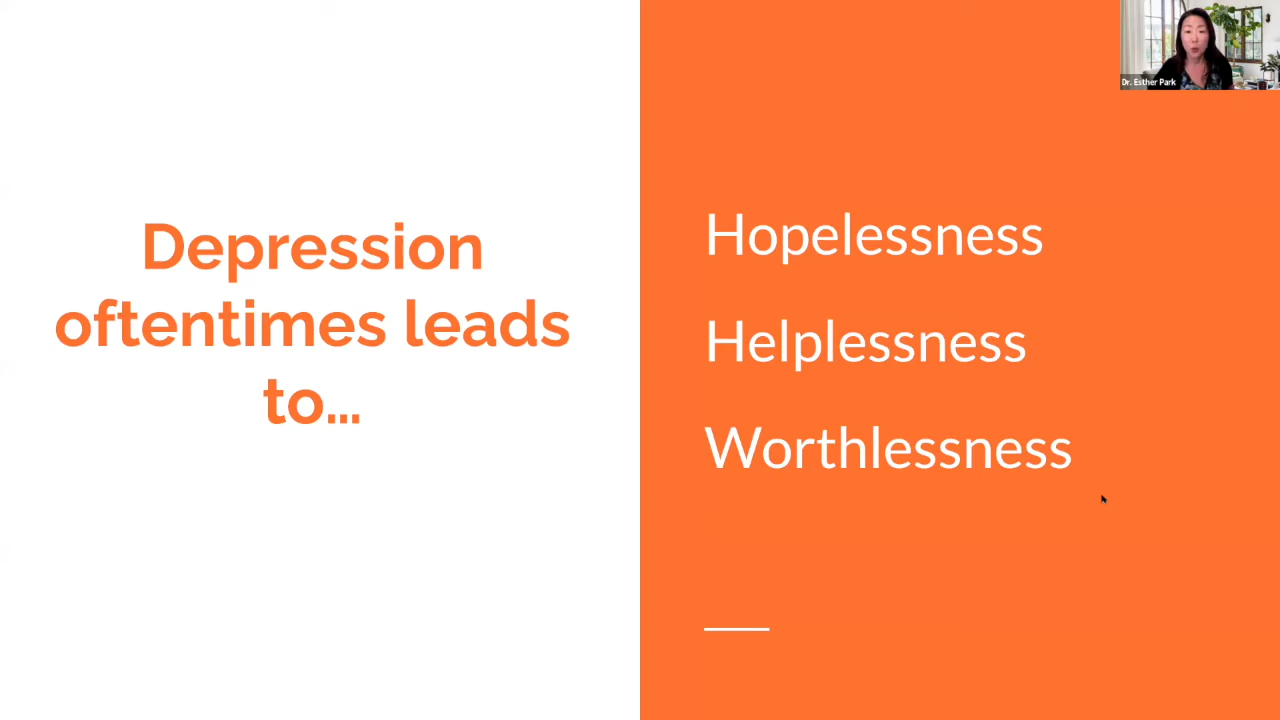 Depression
oftentimes leads
to...
Hopelessness
Helplessness
Worthlessness
Dr. Esther Park